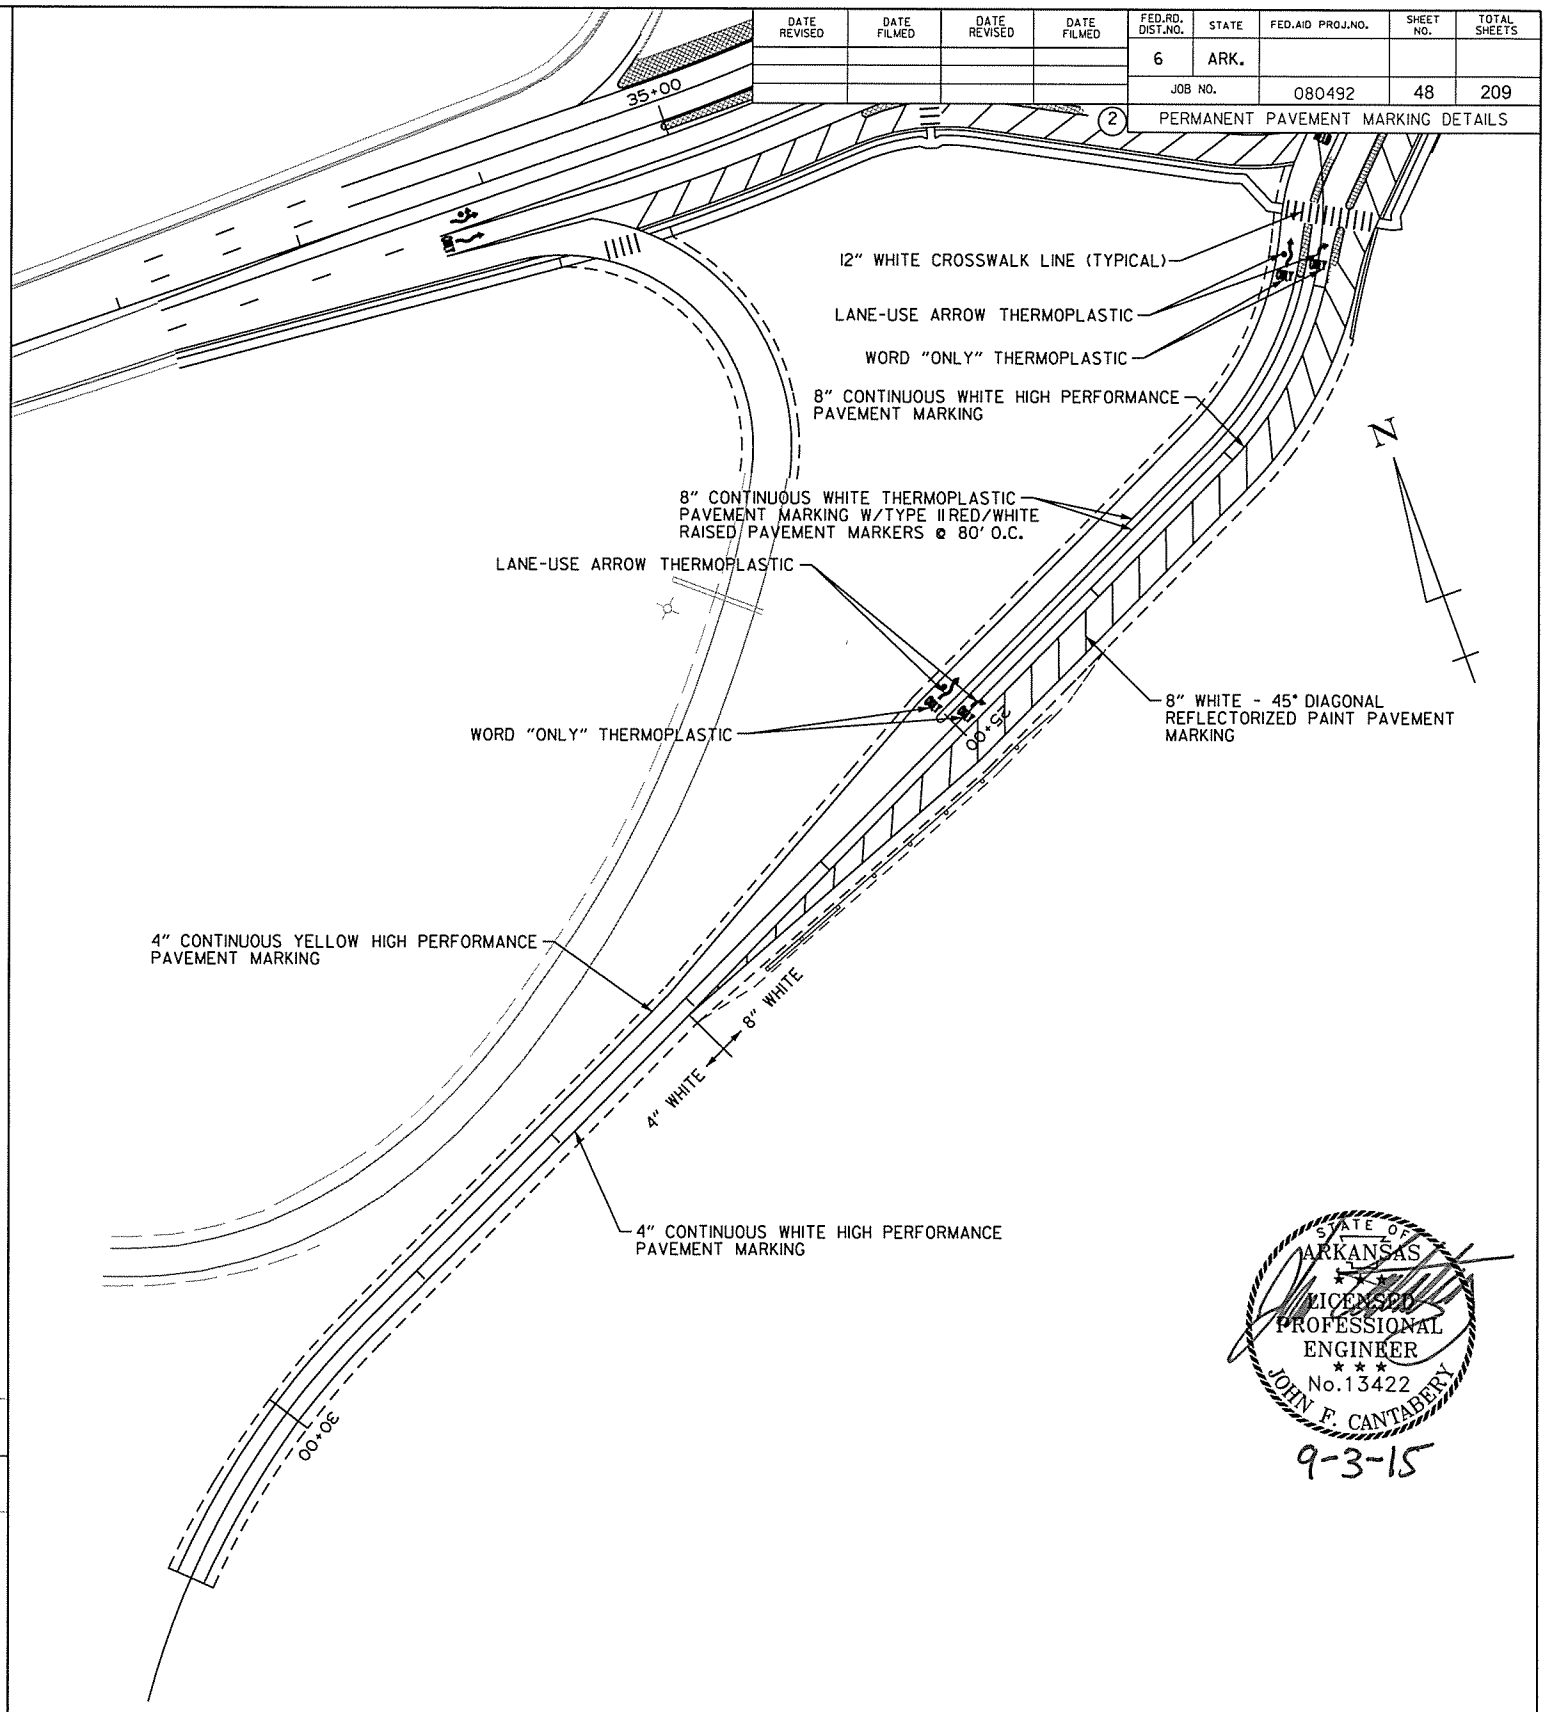 DATE REVISED
DATE FILMED
DATE REVISED
DATE FILMED
FED.RD. DIST.NO.
STATE
FED.AID PROJ.NO.
SHEET NO.
TOTAL SHEETS
6
ARK.
JOB NO.
080492
48
209
2
PERMANENT PAVEMENT MARKING DETAILS
35+00
12" WHITE CROSSWALK LINE (TYPICAL)
LANE-USE ARROW THERMOPLASTIC
WORD "ONLY" THERMOPLASTIC
8" CONTINUOUS WHITE HIGH PERFORMANCE
PAVEMENT MARKING
N
8" CONTINUOUS WHITE THERMOPLASTIC
PAVEMENT MARKING W/TYPE II RED/WHITE
RAISED PAVEMENT MARKERS @ 80' O.C.
LANE-USE ARROW THERMOPLASTIC
8" WHITE - 45° DIAGONAL
REFLECTORIZED PAINT PAVEMENT
MARKING
25+00
WORD "ONLY" THERMOPLASTIC
4" CONTINUOUS YELLOW HIGH PERFORMANCE
PAVEMENT MARKING
8" WHITE
4" WHITE
4" CONTINUOUS WHITE HIGH PERFORMANCE
PAVEMENT MARKING
30+00
STATE OF
ARKANSAS
LICENSED
PROFESSIONAL
ENGINEER
No.13422
JOHN F. CANTABERY
9-3-15